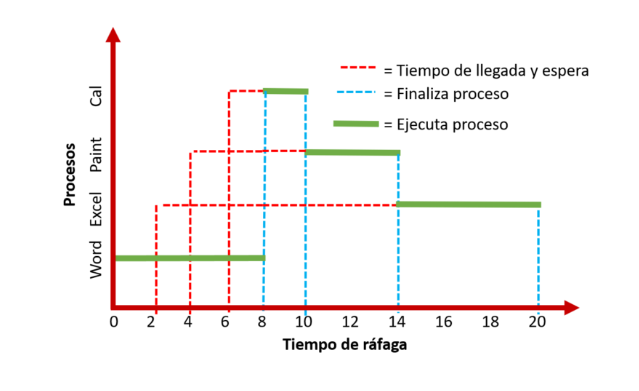 = Tiempo de llegada y espera
= Finaliza proceso
= Ejecuta proceso
Procesos
Cal
Paint
Excel
Word
0 2 4 6 8 10 12 14 16 18 20
Tiempo de ráfaga